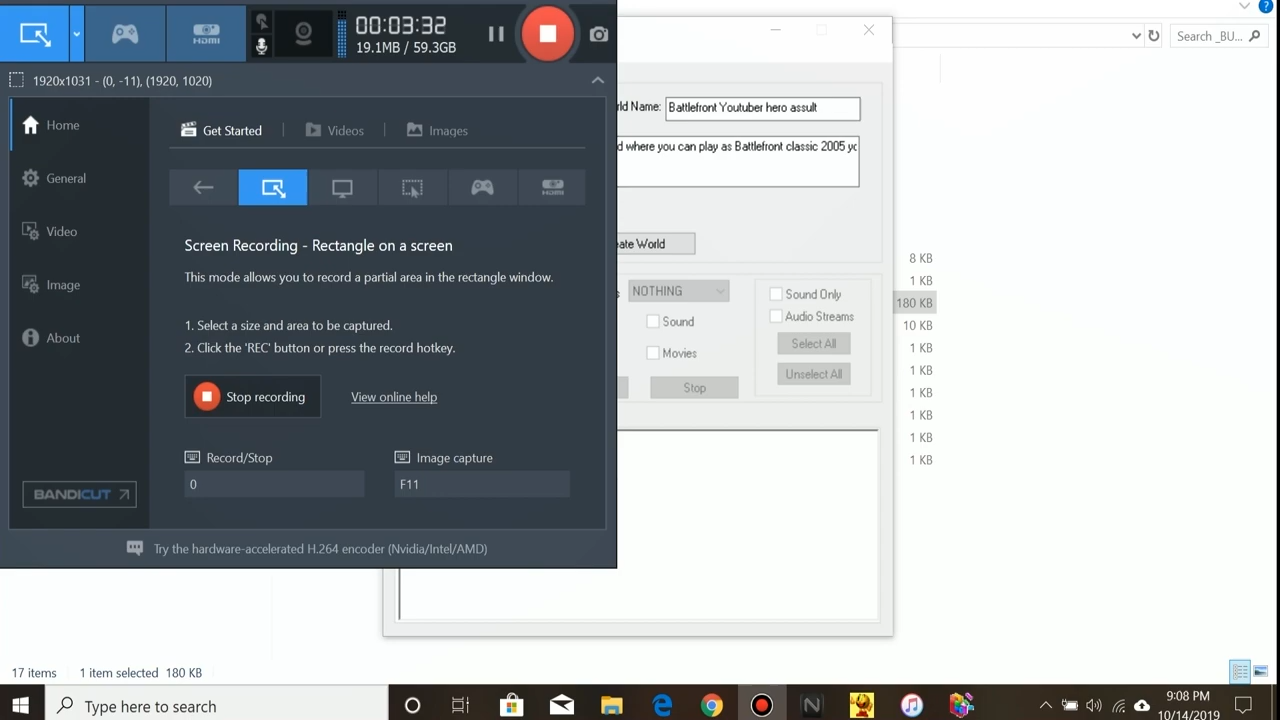 00:03:32
19.1MB / 59.3GB
HDMI
1920x1031 - (0, -11), (1920, 1020)
Home
General
Video
Image
About
BANDICUT
Get Started
Videos
Images
HDMI
Screen Recording - Rectangle on a screen
This mode allows you to record a partial area in the rectangle window.
1. Select a size and area to be captured.
2. Click the 'REC' button or press the record hotkey.
Stop recording
View online help
Record/Stop
Image capture
0
F11
Try the hardware-accelerated H.264 encoder (Nvidia/Intel/AMD)
ld Name:
Battlefront Youtuber hero assult
d where you can play as Battlefront classic 2005 yo
ate World
NOTHING
Sound
Movies
Stop
Sound Only
Audio Streams
Select All
Unselect All
Search _BU...
8 KB
1 KB
180 KB
10 KB
1 KB
1 KB
1 KB
1 KB
1 KB
1 KB
17 items
1 item selected 180 KB
Type here to search
9:08 PM
10/14/2019